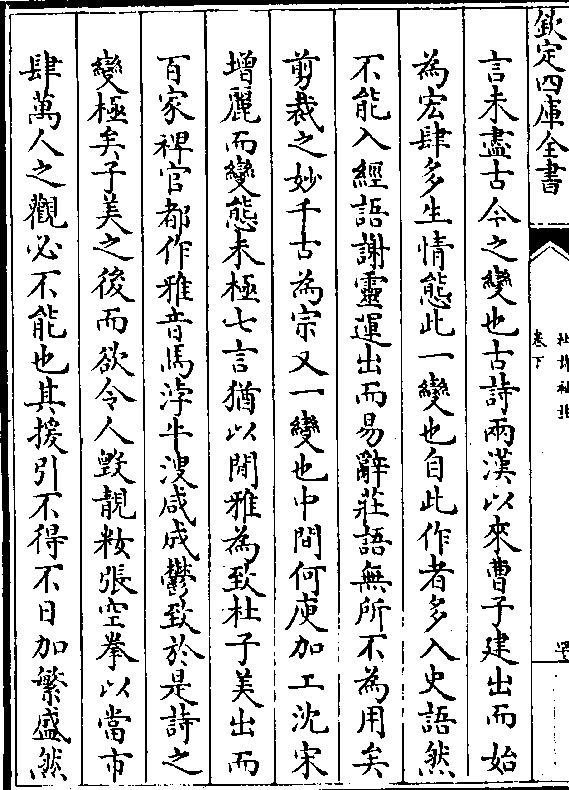 欽定四庫全書
言未盡古今之變也古詩兩漢以來曹子建出而始
為宏肆多生情態此一變也自此作者多入史語然
不能入經語謝靈運出而易辭莊語無所不為用矣
剪裁之妙千古為宗又一變也中間何庾加工沈宋
增麗而變態未極七言猶以閒雅為致杜子美出而
百家稗官都作雅音馬浡牛溲咸成鬱致於是詩之
變極矣子美之後而欲令人毀靚粧張空拳以當市
肆萬人之觀必不能也其援引不得不日加繁盛然
卷下